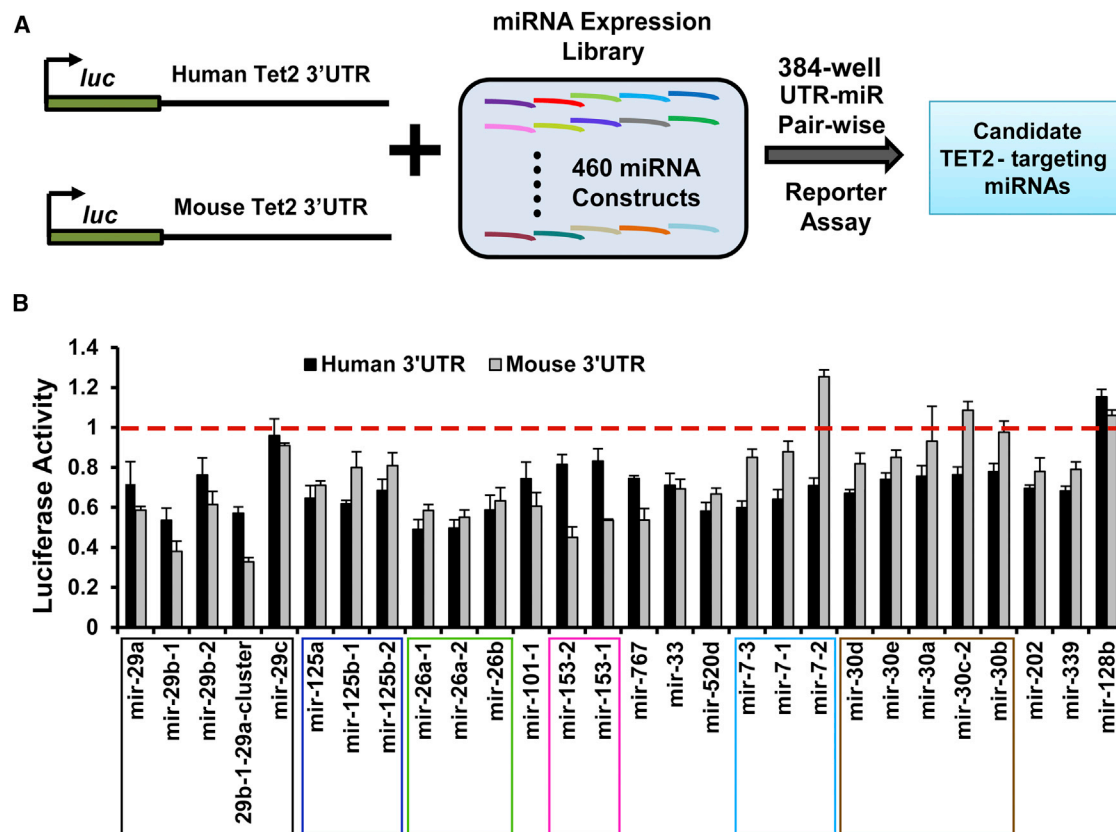 A
luc
Human Tet2 3’UTR
luc
Mouse Tet2 3’UTR
+
miRNA Expression
Library
460 miRNA
Constructs
384-well
UTR-miR
Pair-wise
Reporter
Assay
Candidate
TET2 - targeting
miRNAs
B
Luciferase Activity
1.4
1.2
1
0.8
0.6
0.4
0.2
0
Human 3'UTR
Mouse 3'UTR
mir-29a
mir-29b-1
mir-29b-2
29b-1-29a-cluster
mir-29c
mir-125a
mir-125b-1
mir-125b-2
mir-26a-1
mir-26a-2
mir-26b
mir-101-1
mir-153-2
mir-153-1
mir-767
mir-33
mir-520d
mir-7-3
mir-7-1
mir-7-2
mir-30d
mir-30e
mir-30a
mir-30c-2
mir-30b
mir-202
mir-339
mir-128b